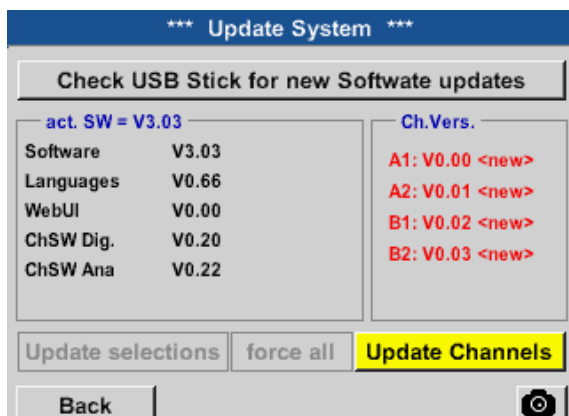 *** Update System ***
Check USB Stick for new Softwate updates
act. SW = V3.03
Software V3.03
Languages V0.66
WebUI V0.00
ChSW Dig. V0.20
ChSW Ana V0.22
Ch.Vers.
A1: V0.00 <new>
A2: V0.01 <new>
B1: V0.02 <new>
B2: V0.03 <new>
Update selections force all Update Channels
Back